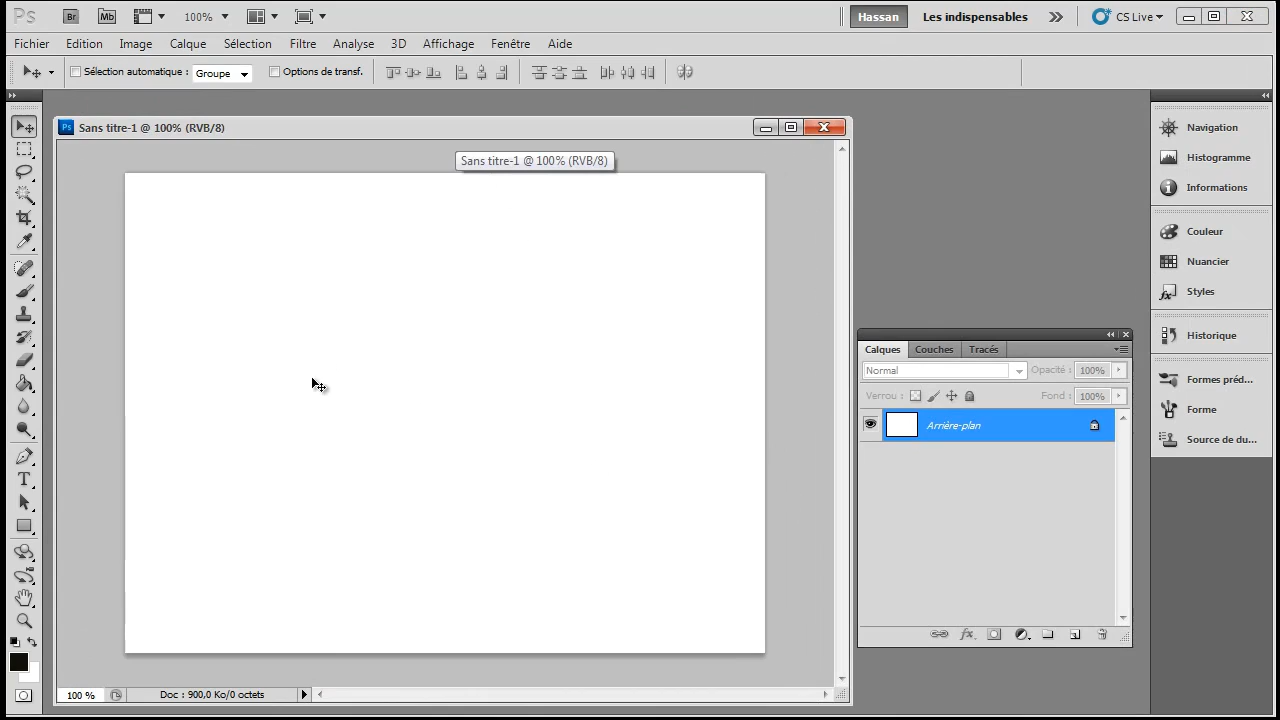 Ps Br Mb 100% Hassan Les indispensables CS Live
Fichier Edition Image Calque Sélection Filtre Analyse 3D Affichage Fenêtre Aide
Sélection automatique : Groupe Options de transf.
Ps Sans titre-1 @ 100% (RVB/8)
Sans titre-1 @ 100% (RVB/8)
Navigation
Histogramme
Informations
Couleur
Nuancier
Styles
Historique
Formes préd...
Forme
Source de du...
Calques Couches Tracés
Normal Opacité : 100%
Verrou : Fond : 100%
Arrière-plan
100 % Doc : 900,0 Ko/0 octets